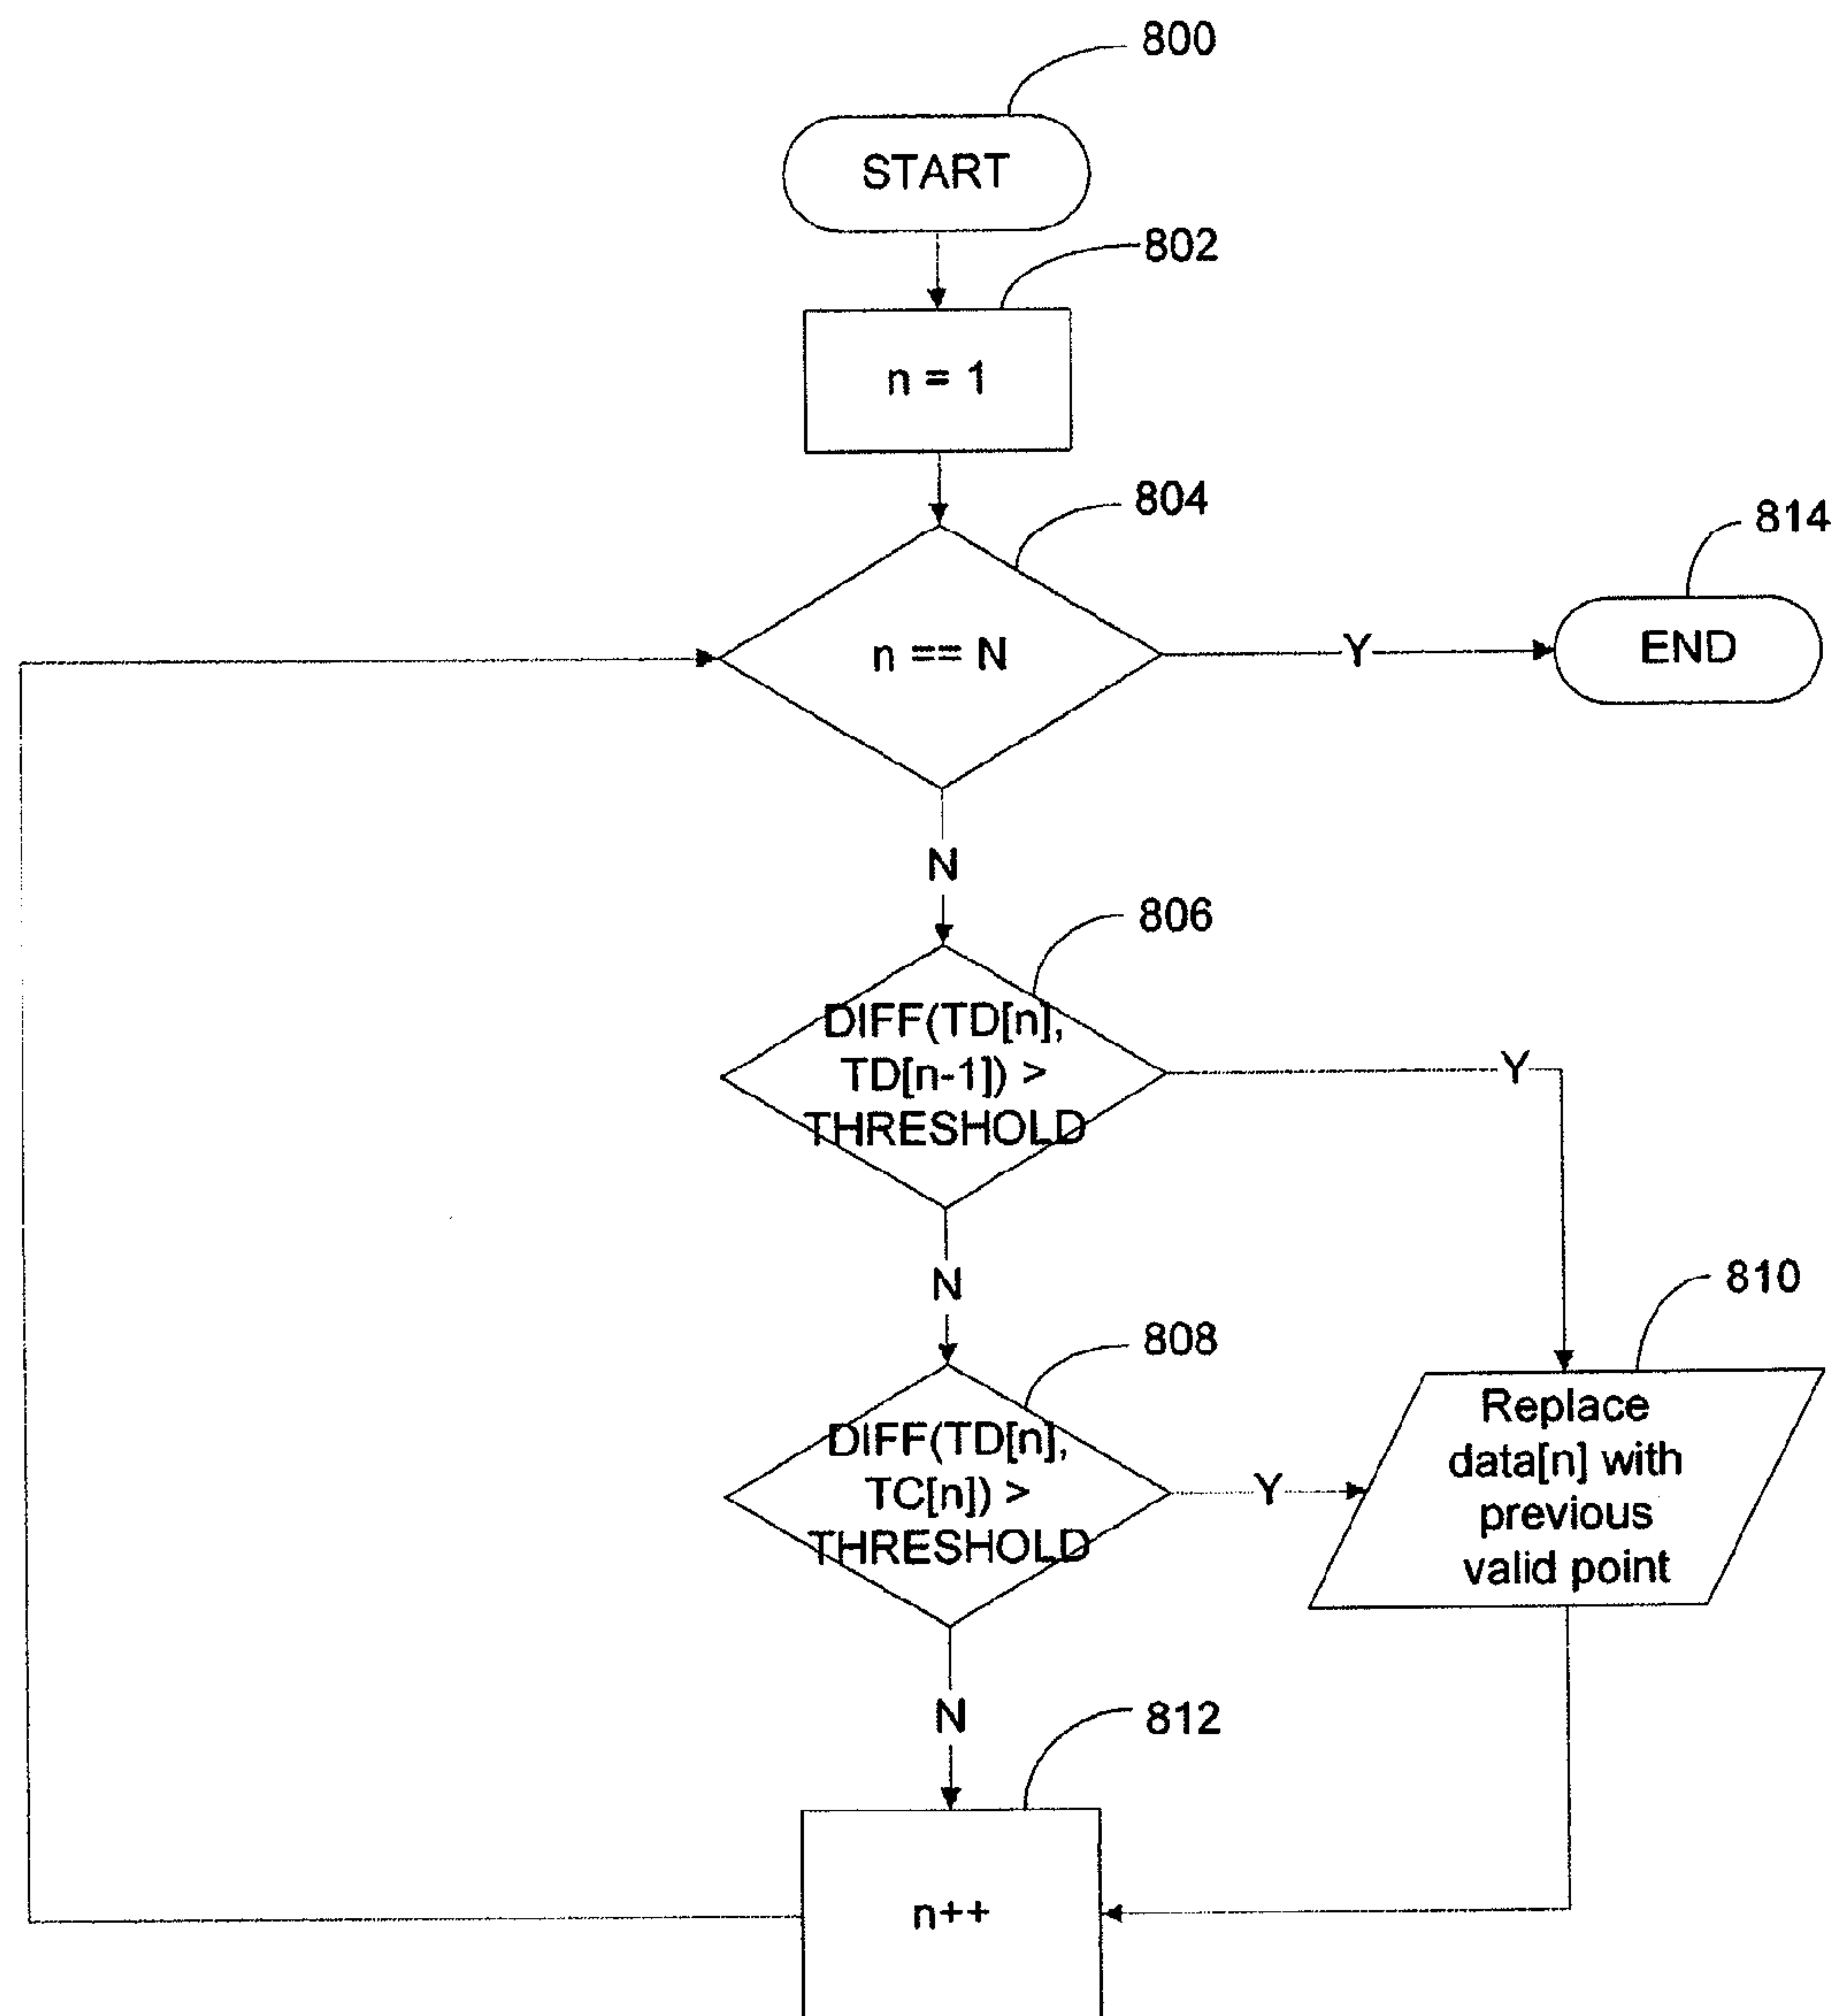 800
START
802
n = 1
804
814
n == N
Y
END
N
806
DIFF(TD[n],
TD[n-1]) >
THRESHOLD
Y
N
810
808
Replace
data[n] with
previous
valid point
DIFF(TD[n],
TC[n]) >
THRESHOLD
Y
N
812
n++